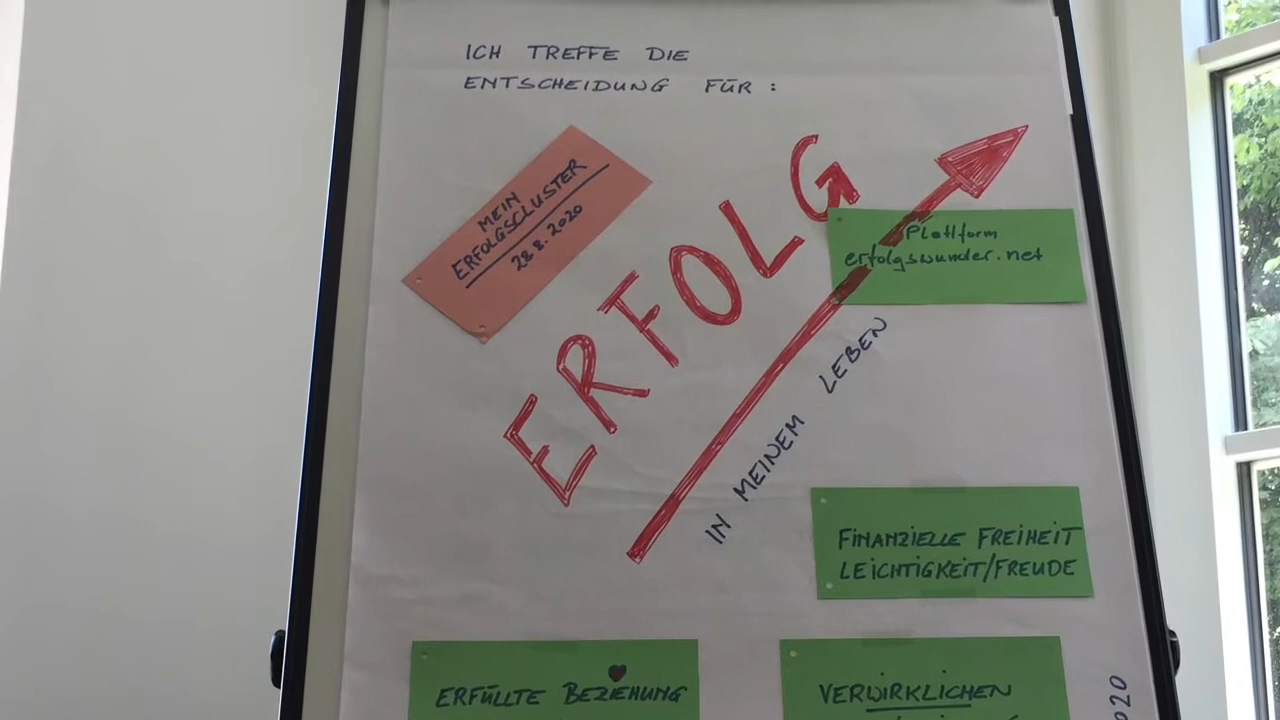 ICH TREFFE DIE
ENTSCHEIDUNG FÜR:
MEIN
ERFOLGSCLUSTER
28.8.2020
ERFOLG
Plattform
erfolgswunder.net
IN MEINEM LEBEN
FINANZIELLE FREIHEIT
LEICHTIGKEIT/FREUDE
ERFÜLLTE BEZIEHUNG
VERWIRKLICHEN
2020